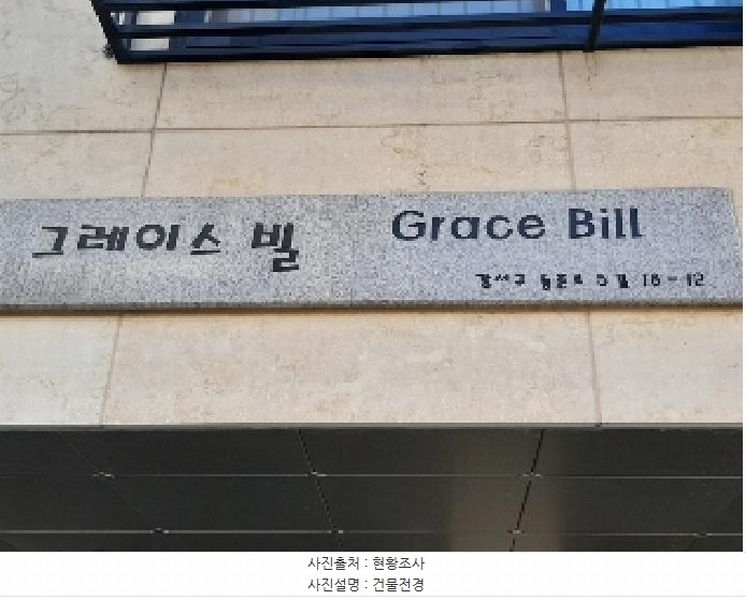 그레이스 빌
Grace Bill
강서구 등촌로 5길 16-12
사진출처 : 현황조사
사진설명 : 건물전경